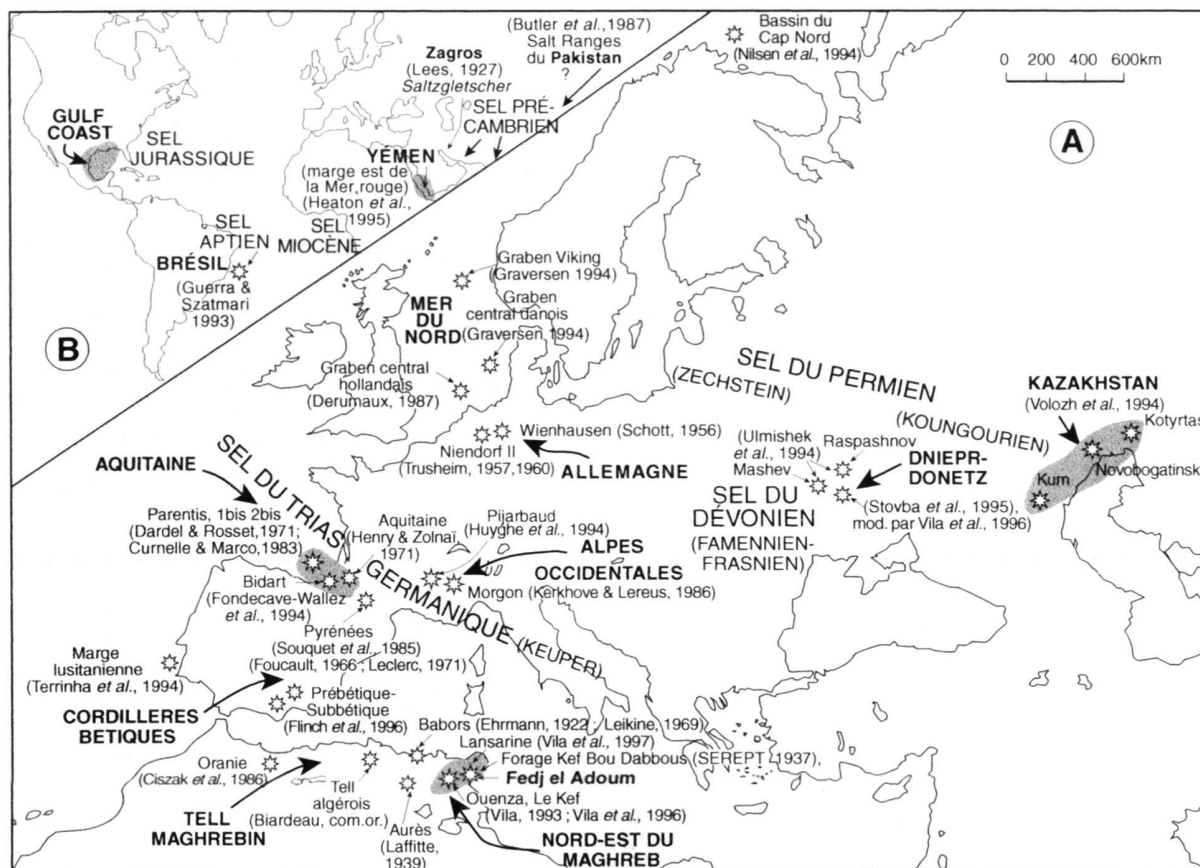 (Butler et al.,1987)
Salt Ranges
du Pakistan
?
Zagros
(Lees, 1927)
Saltzgletscher
SEL PRÉ-
CAMBRIEN
GULF
COAST
SEL
JURASSIQUE
YÉMEN
(marge est de
la Mer,rouge)
(Heaton et al.,
1995)
SEL
MIOCÈNE
SEL
APTIEN
BRÉSIL
(Guerra &
Szatmari
1993)
B
Bassin du
Cap Nord
(Nilsen et al., 1994)
0 200 600km
A
Graben Viking
(Graversen 1994)
Graben
central danois
(Graversen 1994)
MER
DU
NORD
Graben central
hollandais
(Derumaux, 1987)
SEL DU PERMIEN
(ZECHSTEIN)
(KOUNGOURIEN)
KAZAKHSTAN
(Volozh et al., 1994)
Kotyrtas
Novobogatinsk
Kum
Wienhausen (Schott, 1956)
Niendorf II
(Trusheim, 1957,1960)
ALLEMAGNE
(Ulmishek
et al., 1994)
Mashev
Raspashnov
DNIEPR-
DONETZ
(Stovba et al., 1995),
mod. par Vila et al., 1996)
SEL DU
DÉVONIEN
(FAMENNIEN-
FRASNIEN)
AQUITAINE
SEL DU TRIAS
GERMANIQUE (KEUPER)
Parentis, 1bis 2bis
(Dardel & Rosset,1971;
Curnelle & Marco,1983)
Aquitaine
(Henry & Zolnaï,
1971)
Pijarbaud
(Huyghe et al., 1994)
ALPES
OCCIDENTALES
Morgon (Kerkhove & Lereus, 1986)
Bidart
(Fondecave-Wallez
et al., 1994)
Pyrénées
(Souquet et al., 1985)
(Foucault, 1966 ; Leclerc, 1971)
Marge
lusitanienne
(Terrinha et al., 1994)
CORDILLERES
BETIQUES
Prébétique-
Subbétique
(Flinch et al., 1996)
Babors (Ehrmann, 1922 ; Leikine, 1969)
Lansarine (Vila et al., 1997)
Forage Kef Bou Dabbous (SEREPT 1937),
Fedj el Adoum
Ouenza, Le Kef
(Vila, 1993 ; Vila et al., 1996)
Oranie
(Ciszak et al., 1986)
TELL
MAGHREBIN
Tell
algérois
(Biardeau, com.or.)
Aurès
(Laffitte,
1939)
NORD-EST DU
MAGHREB